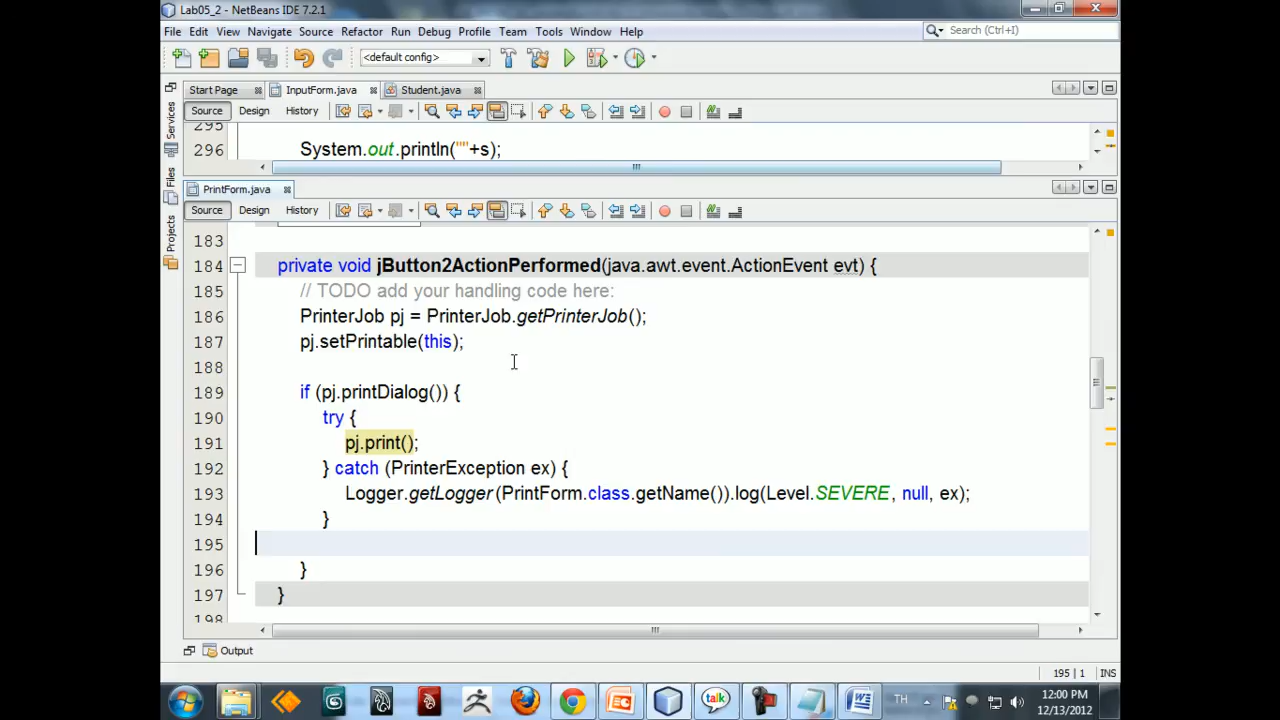 Lab05_2 - NetBeans IDE 7.2.1
File Edit View Navigate Source Refactor Run Debug Profile Team Tools Window Help
Search (Ctrl+I)
<default config>
Start Page InputForm.java Student.java
Source Design History
295
296 System.out.println(""+s);
PrintForm.java
Source Design History
183
184 private void jButton2ActionPerformed(java.awt.event.ActionEvent evt) {
185 // TODO add your handling code here:
186 PrinterJob pj = PrinterJob.getPrinterJob();
187 pj.setPrintable(this);
188
189 if (pj.printDialog()) {
190 try {
191 pj.print();
192 } catch (PrinterException ex) {
193 Logger.getLogger(PrintForm.class.getName()).log(Level.SEVERE, null, ex);
194 }
195
196 }
197 }
198
Services
Files
Projects
Output
195 | 1 INS
talk
TH
12:00 PM
12/13/2012